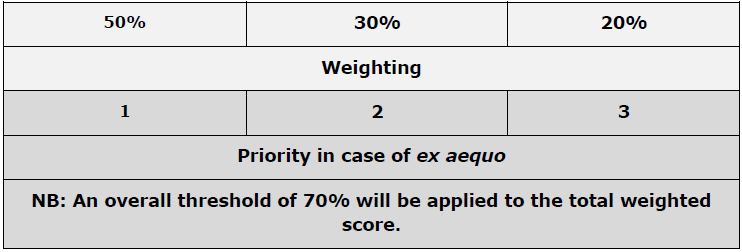 50% 30% 20%
Weighting
1 2 3
Priority in case of ex aequo
NB: An overall threshold of 70% will be applied to the total weighted
score.